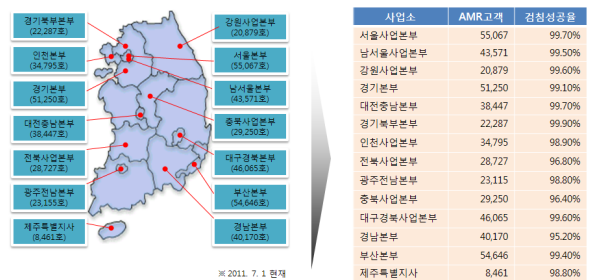 경기북부본부
(22,287호)
인천본부
(34,795호)
경기본부
(51,250호)
대전충남본부
(38,447호)
전북사업본부
(28,727호)
광주전남본부
(23,155호)
제주특별지사
(8,461호)
강원사업본부
(20,879호)
서울본부
(55,067호)
남서울본부
(43,571호)
충북사업본부
(29,250호)
대구경북본부
(46,065호)
부산본부
(54,646호)
경남본부
(40,170호)
※ 2011. 7. 1 현재
사업소 AMR고객 검침성공율
서울사업본부 55,067 99.70%
남서울사업본부 43,571 99.50%
강원사업본부 20,879 99.60%
경기본부 51,250 99.10%
대전충남본부 38,447 99.70%
경기북부본부 22,287 99.90%
인천사업본부 34,795 98.90%
전북사업본부 28,727 96.80%
광주전남본부 23,115 98.80%
충북사업본부 29,250 96.40%
대구경북사업본부 46,065 99.60%
경남본부 40,170 95.20%
부산본부 54,646 99.40%
제주특별지사 8,461 98.80%